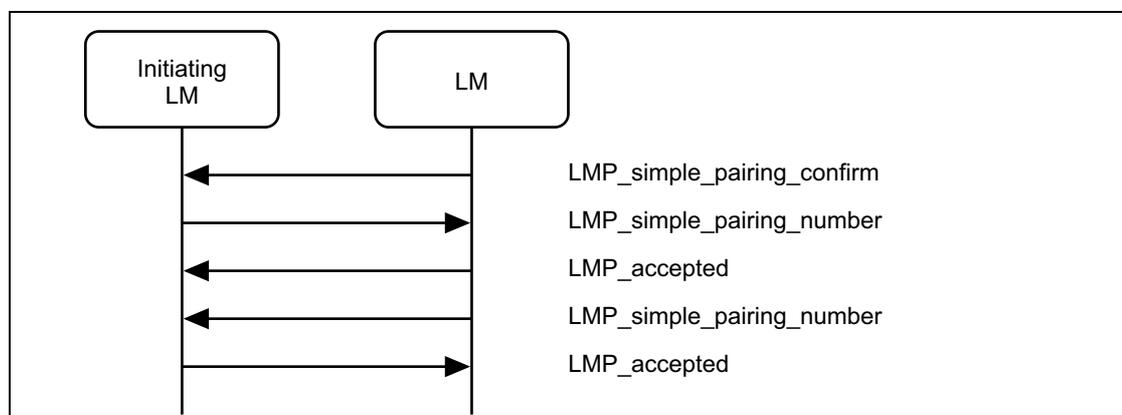 Initiating
LM
LM
LMP_simple_pairing_confirm
LMP_simple_pairing_number
LMP_accepted
LMP_simple_pairing_number
LMP_accepted